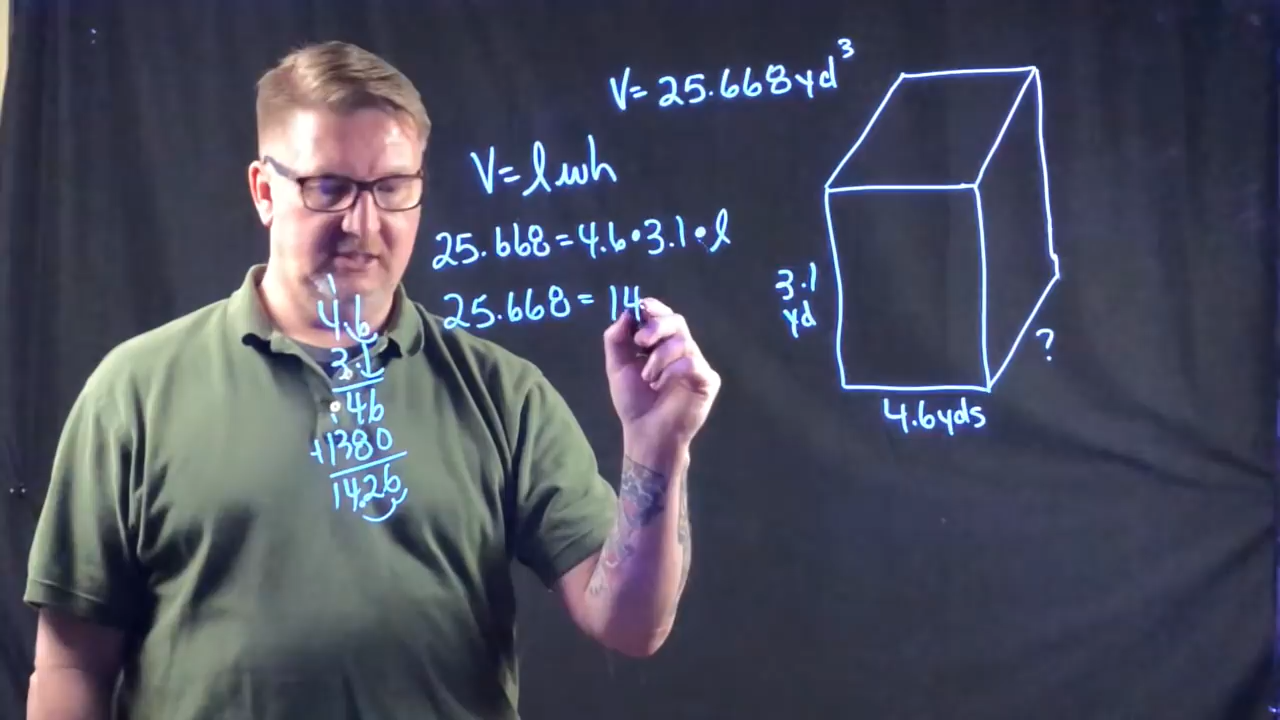 V= 25.668yd³
V= lwh
25.668=4.6•3.1•l
25.668= 14
1
4.6
3.1
46
+1380
14.26
3.1
yd
?
4.6yds